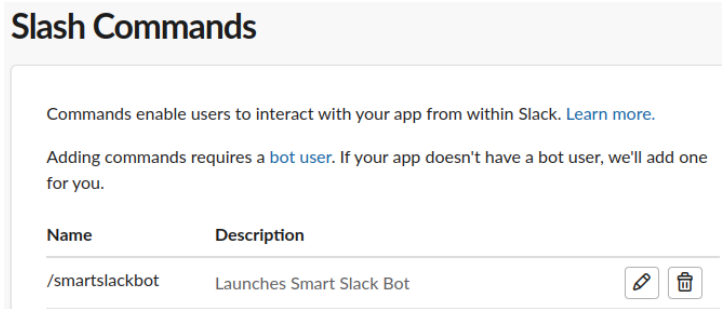 Slash Commands
Commands enable users to interact with your app from within Slack. Learn more.
Adding commands requires a bot user. If your app doesn't have a bot user, we'll add one
for you.
Name Description
/smartslackbot Launches Smart Slack Bot